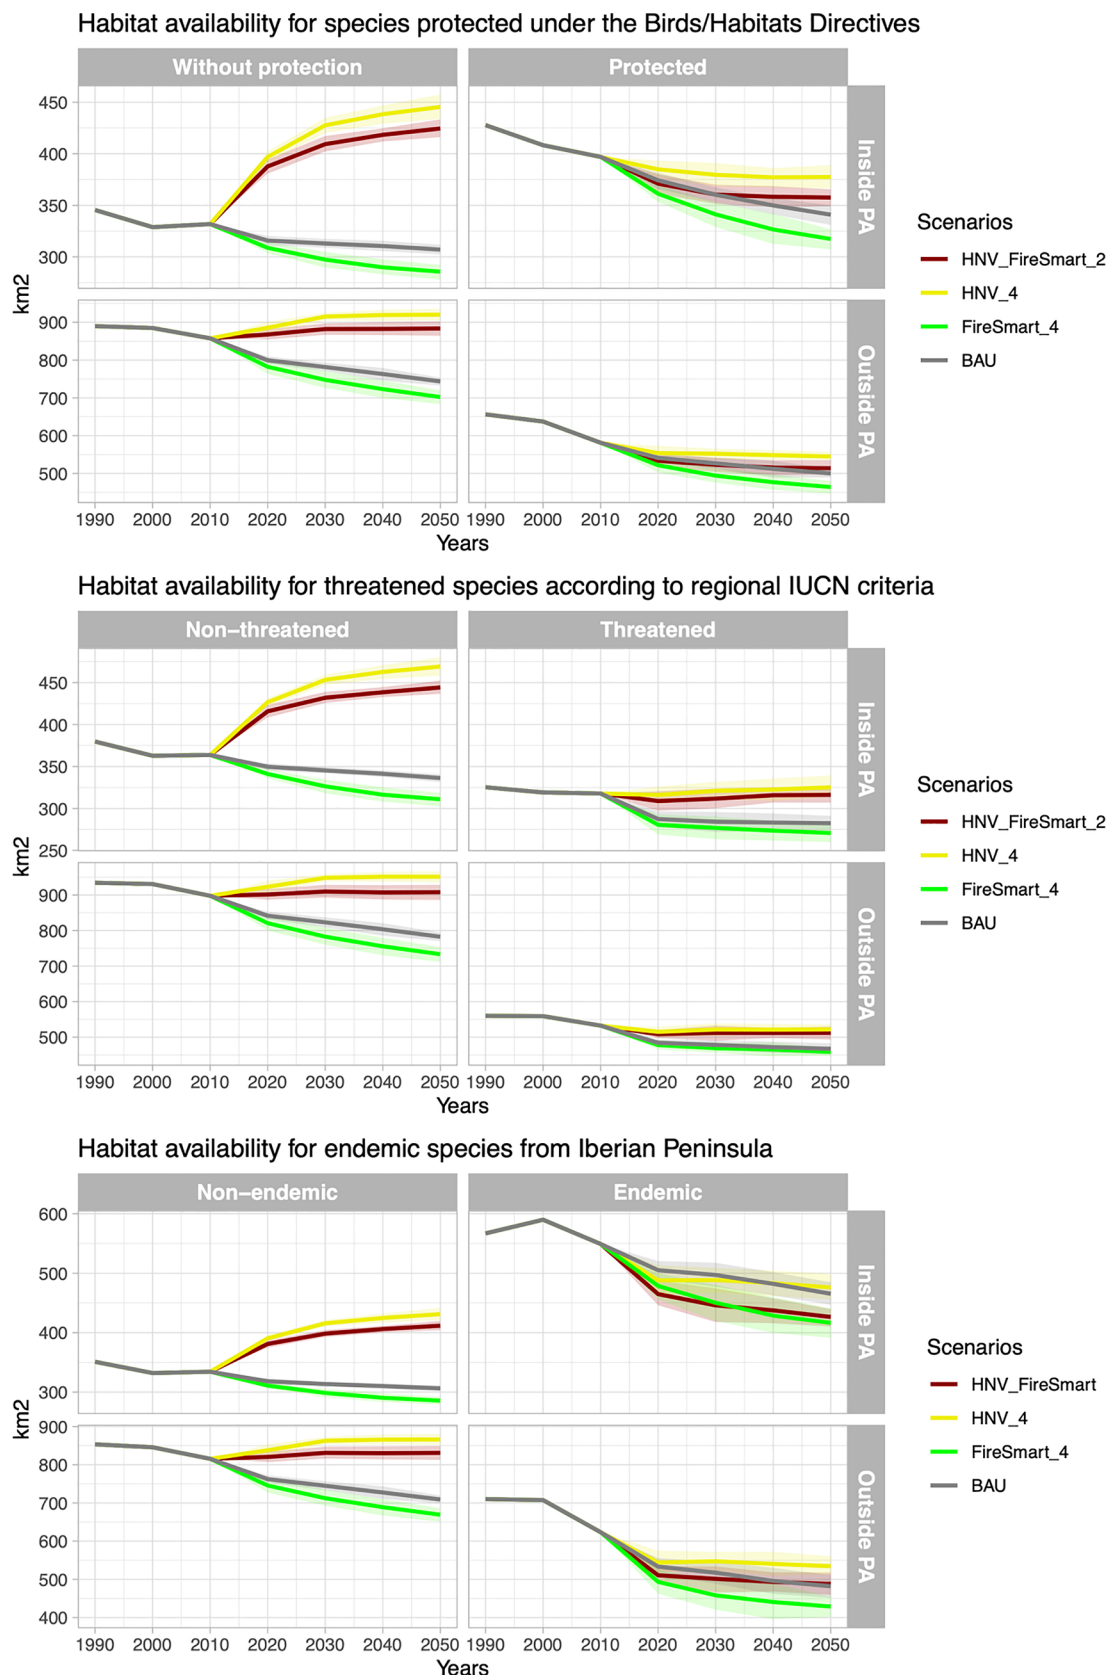 Habitat availability for species protected under the Birds/Habitats Directives
Without protection
Protected
450
400
350
300
Inside PA
km2
900
800
700
600
500
Outside PA
1990 2000 2010 2020 2030 2040 2050
1990 2000 2010 2020 2030 2040 2050
Years
Scenarios
HNV_FireSmart_2
HNV_4
FireSmart_4
BAU
Habitat availability for threatened species according to regional IUCN criteria
Non-threatened
Threatened
450
400
350
300
250
Inside PA
km2
900
800
700
600
500
Outside PA
1990 2000 2010 2020 2030 2040 2050
1990 2000 2010 2020 2030 2040 2050
Years
Scenarios
HNV_FireSmart_2
HNV_4
FireSmart_4
BAU
Habitat availability for endemic species from Iberian Peninsula
Non-endemic
Endemic
600
500
400
300
Inside PA
km2
900
800
700
600
500
400
Outside PA
1990 2000 2010 2020 2030 2040 2050
1990 2000 2010 2020 2030 2040 2050
Years
Scenarios
HNV_FireSmart
HNV_4
FireSmart_4
BAU